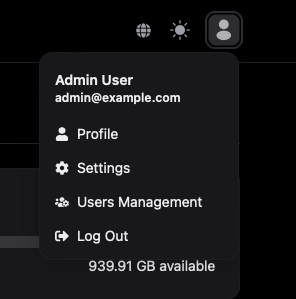 Admin User
admin@example.com
Profile
Settings
Users Management
Log Out
939.91 GB available